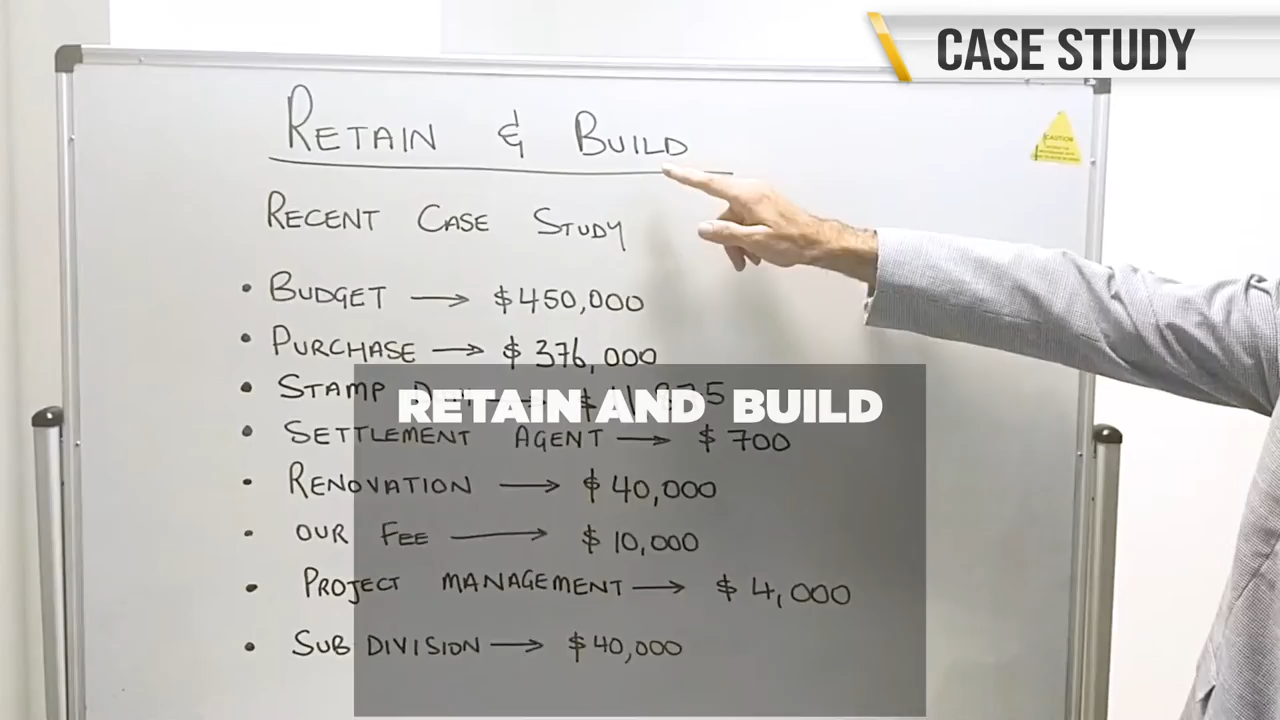 CASE STUDY
RETAIN & BUILD
CAUTION
RECENT CASE STUDY
• BUDGET → $450,000
• PURCHASE → $376,000
• STAMP
RETAIN AND BUILD
• SETTLEMENT AGENT → $700
• RENOVATION → $40,000
• OUR FEE → $10,000
• PROJECT MANAGEMENT → $4,000
• SUB DIVISION → $40,000